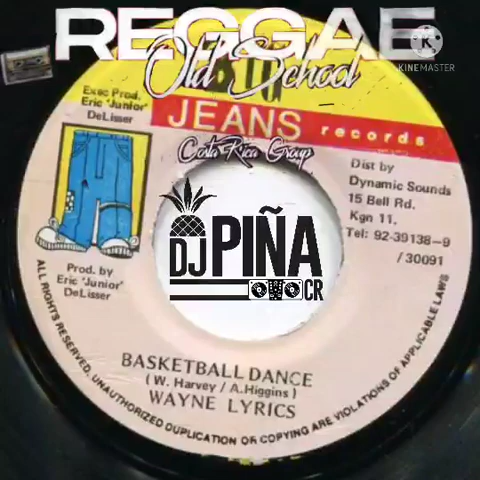 REGGAE
Old School
KINEMASTER
Exec Prod.
Eric 'Junior'
DeLisser
JEANS records
Costa Rica Group
Dist by
Dynamic Sounds
15 Bell Rd.
Kgn 11.
Tel: 92-39138-9
/ 30091
DJ PIÑA
CR
Prod. by
Eric 'Junior'
DeLisser
BASKETBALL DANCE
( W. Harvey / A. Higgins )
WAYNE LYRICS
ALL RIGHTS RESERVED. UNAUTHORIZED DUPLICATION OR COPYING ARE VIOLATIONS OF APPLICABLE LAWS